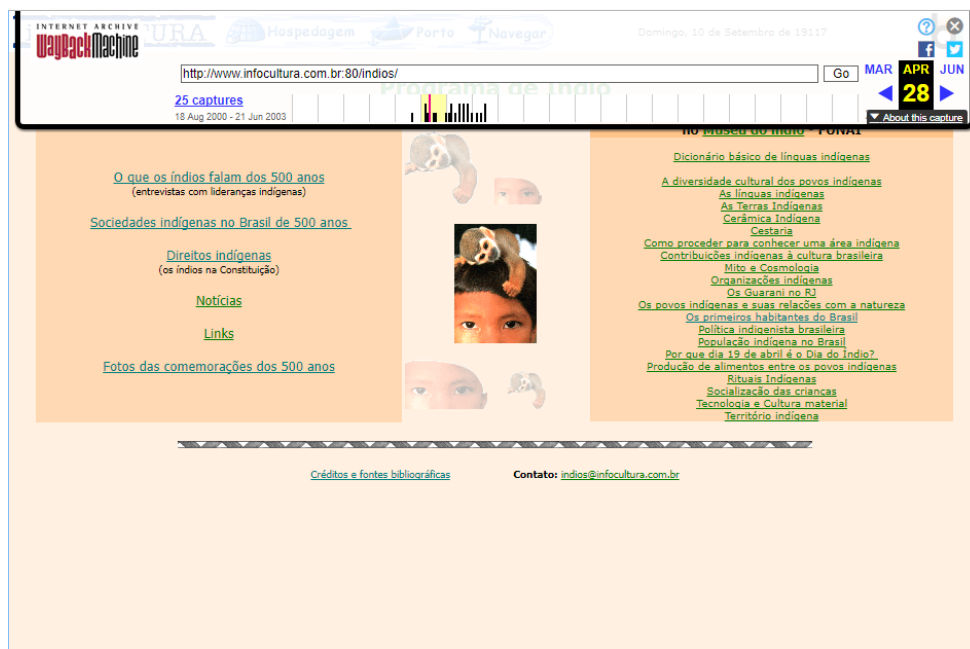 INTERNET ARCHIVE
WayBackMachine
URA Hospedagem Porto Navegar
Domingo, 10 de Setembro de 19117
http://www.infocultura.com.br:80/indios/
Go
MAR APR JUN
28
Programa de Índio
25 captures
18 Aug 2000 - 21 Jun 2003
About this capture
no Museu do Índio - FUNAI
O que os índios falam dos 500 anos
(entrevistas com lideranças indígenas)
Sociedades indígenas no Brasil de 500 anos
Direitos indígenas
(os índios na Constituição)
Notícias
Links
Fotos das comemorações dos 500 anos
Dicionário básico de línguas indígenas
A diversidade cultural dos povos indígenas
As línguas indígenas
As Terras Indígenas
Cerâmica Indígena
Cestaria
Como proceder para conhecer uma área indígena
Contribuições indígenas à cultura brasileira
Mito e Cosmologia
Organizações indígenas
Os Guarani no RJ
Os povos indígenas e suas relações com a natureza
Os primeiros habitantes do Brasil
Política indigenista brasileira
População indígena no Brasil
Por que dia 19 de abril é o Dia do Índio?
Produção de alimentos entre os povos indígenas
Rituais Indígenas
Socialização das crianças
Tecnologia e Cultura material
Território indígena
Créditos e fontes bibliográficas
Contato: indios@infocultura.com.br